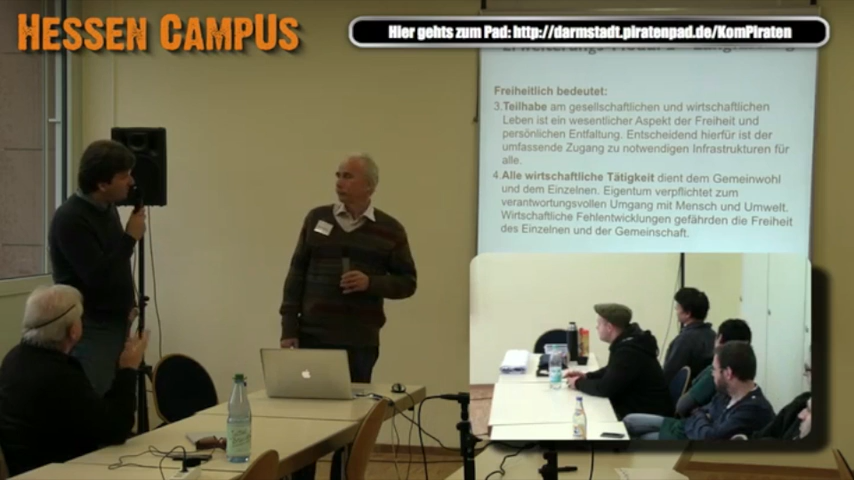 HESSEN CAMPUS
Hier gehts zum Pad: http://darmstadt.piratenpad.de/KomPiraten
Freiheitlich bedeutet:
3.Teilhabe am gesellschaftlichen und wirtschaftlichen
Leben ist ein wesentlicher Aspekt der Freiheit und
persönlichen Entfaltung. Entscheidend hierfür ist der
umfassende Zugang zu notwendigen Infrastrukturen für
alle.
4.Alle wirtschaftliche Tätigkeit dient dem Gemeinwohl
und dem Einzelnen. Eigentum verpflichtet zum
verantwortungsvollen Umgang mit Mensch und Umwelt.
Wirtschaftliche Fehlentwicklungen gefährden die Freiheit
des Einzelnen und der Gemeinschaft.